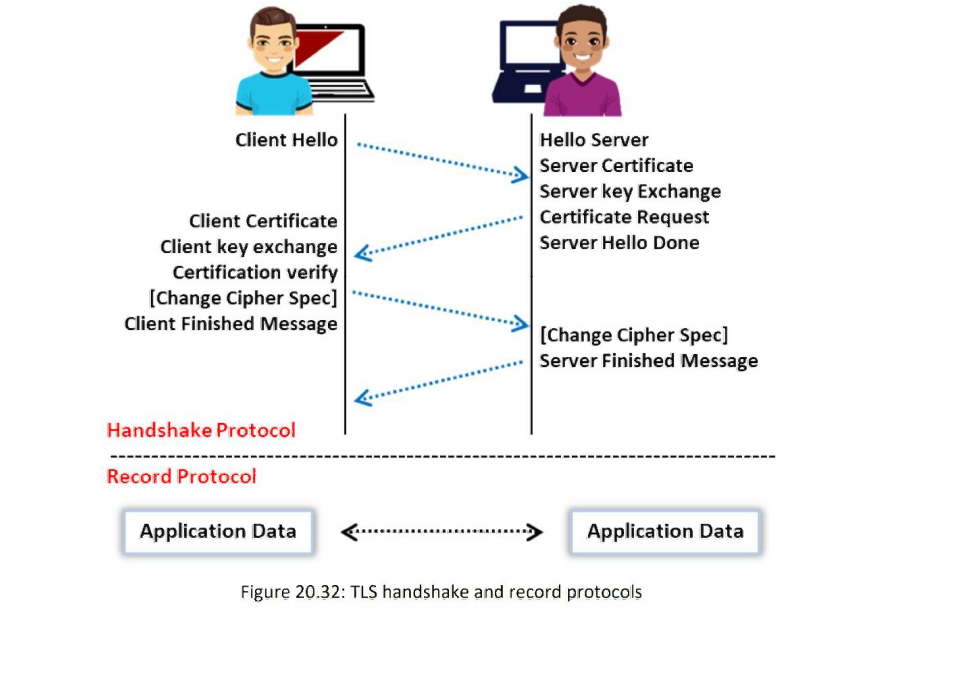 Client Hello
Hello Server
Server Certificate
Server key Exchange
Certificate Request
Server Hello Done
Client Certificate
Client key exchange
Certification verify
[Change Cipher Spec]
Client Finished Message
[Change Cipher Spec]
Server Finished Message
Handshake Protocol
Record Protocol
Application Data
Application Data
Figure 20.32: TLS handshake and record protocols